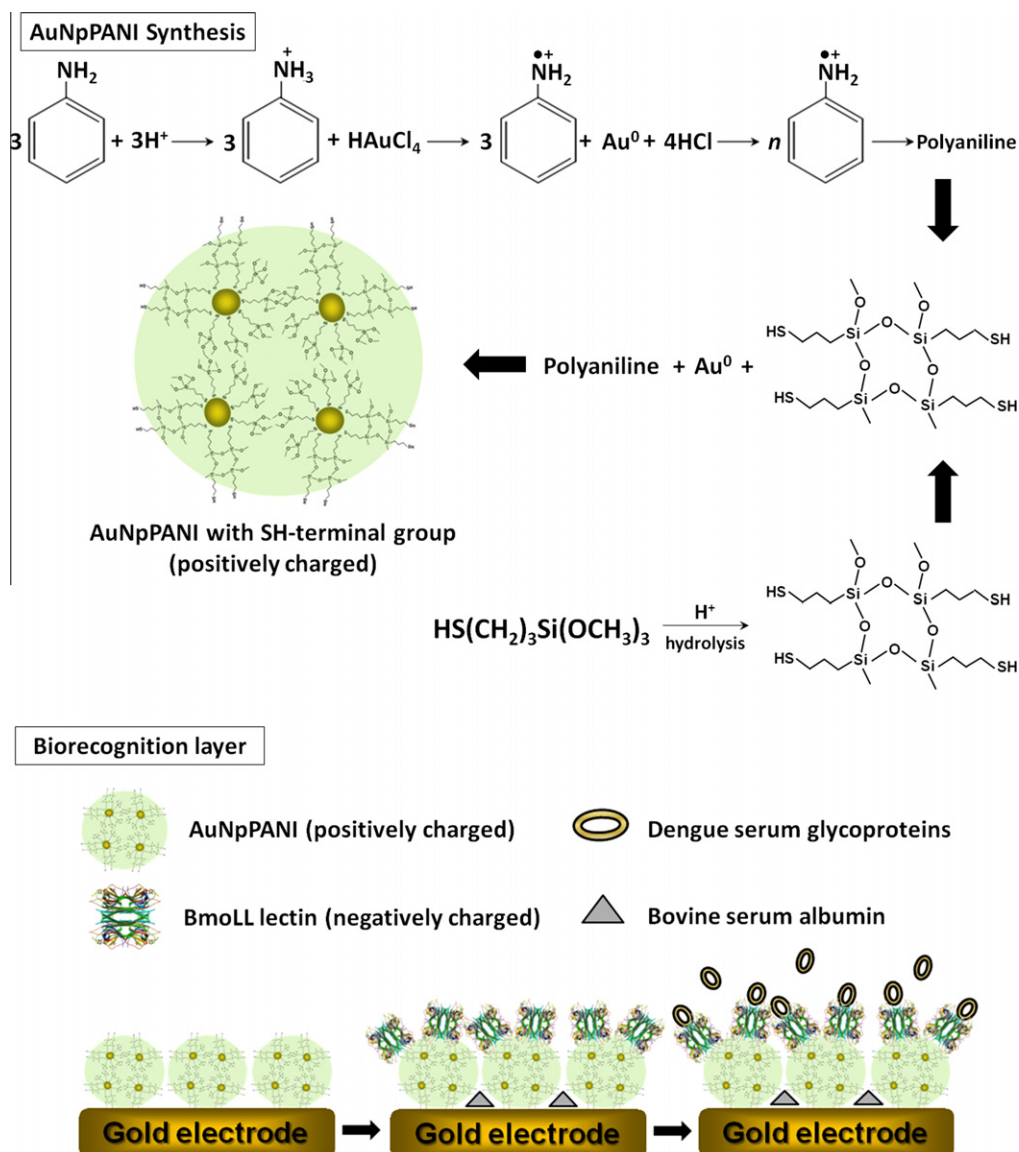 AuNpPANI Synthesis
NH2
+
NH3
•+
NH2
•+
NH2
3 + 3H+ → 3 + HAuCl4 → 3 + Au0 + 4HCl → n → Polyaniline
O O
HS Si O Si SH
O O
HS Si O Si SH
Polyaniline + Au0 +
AuNpPANI with SH-terminal group
(positively charged)
O O
HS Si O Si SH
O O
HS Si O Si SH
HS(CH2)3Si(OCH3)3
H+
hydrolysis
Biorecognition layer
AuNpPANI (positively charged)
Dengue serum glycoproteins
BmoLL lectin (negatively charged)
Bovine serum albumin
Gold electrode
Gold electrode
Gold electrode